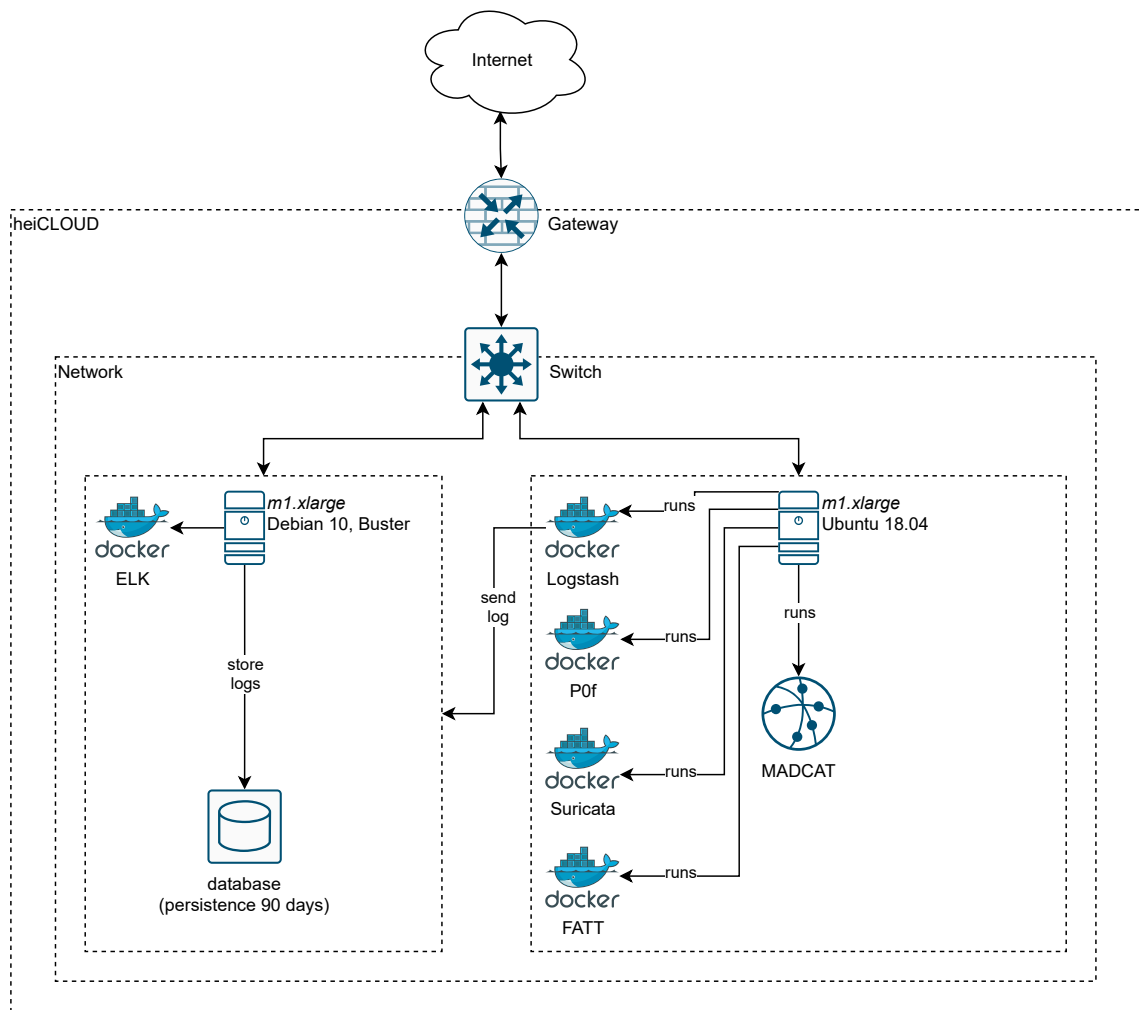 Internet
heiCLOUD
Gateway
Network
Switch
docker
ELK
m1.xlarge
Debian 10, Buster
store
logs
database
(persistence 90 days)
send
log
docker
Logstash
runs
m1.xlarge
Ubuntu 18.04
docker
P0f
runs
runs
MADCAT
docker
Suricata
runs
docker
FATT
runs